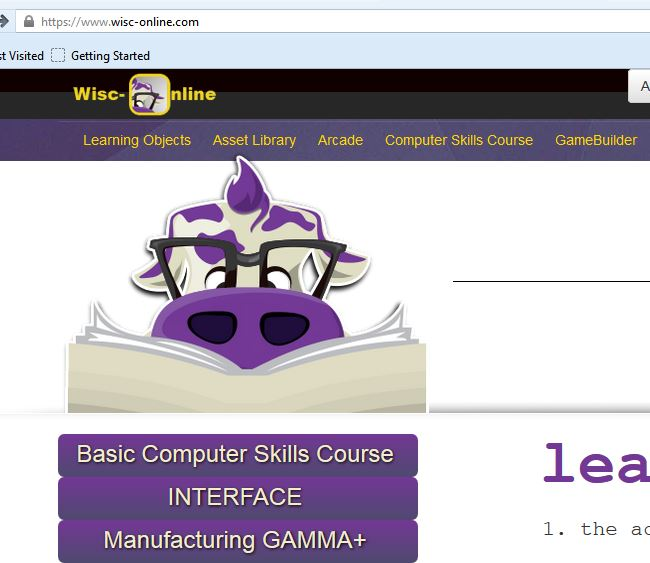 https://www.wisc-online.com
st Visited Getting Started
Wisc-Online
A
Learning Objects Asset Library Arcade Computer Skills Course GameBuilder
Basic Computer Skills Course
INTERFACE
Manufacturing GAMMA+
lea
1. the ac